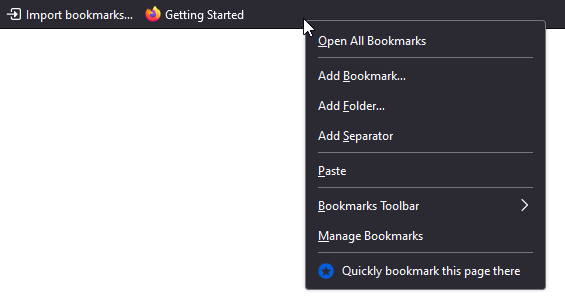 Import bookmarks... Getting Started
Open All Bookmarks
Add Bookmark...
Add Folder...
Add Separator
Paste
Bookmarks Toolbar
Manage Bookmarks
Quickly bookmark this page there